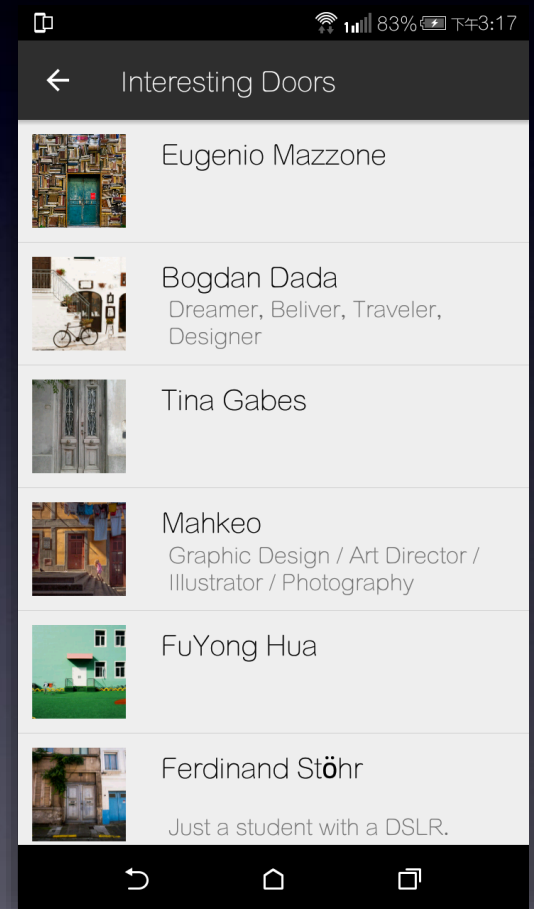 83% 下午3:17
Interesting Doors
Eugenio Mazzone
Bogdan Dada
Dreamer, Beliver, Traveler,
Designer
Tina Gabes
Mahkeo
Graphic Design / Art Director /
Illustrator / Photography
FuYong Hua
Ferdinand Stöhr
Just a student with a DSLR.